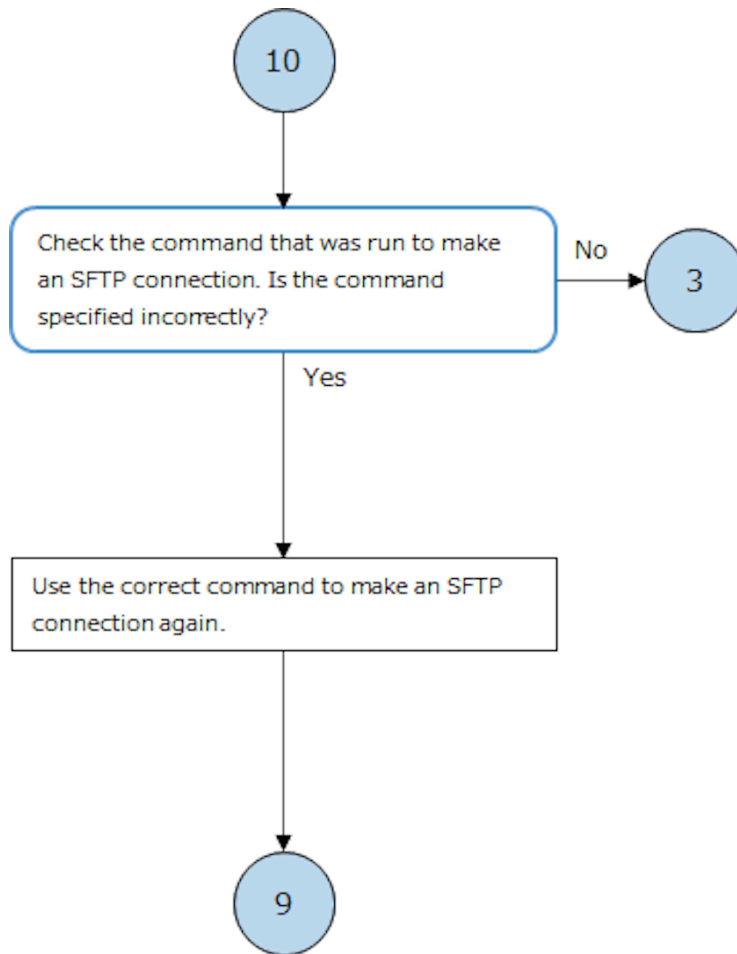 10
Check the command that was run to make
an SFTP connection. Is the command
specified incorrectly?
No
3
Yes
Use the correct command to make an SFTP
connection again.
9